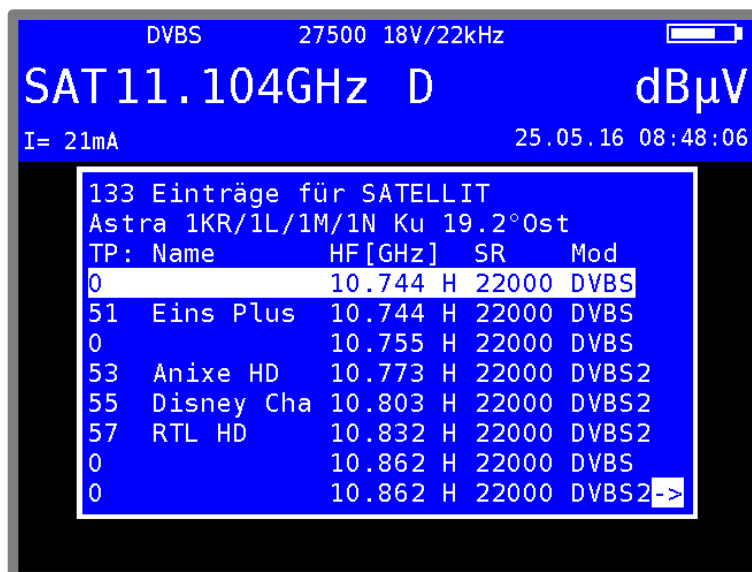 DVBS 27500 18V/22kHz
SAT11.104GHz D dBµV
I= 21mA 25.05.16 08:48:06
133 Einträge für SATELLIT
Astra 1KR/1L/1M/1N Ku 19.2°Ost
TP: Name HF[GHz] SR Mod
0 10.744 H 22000 DVBS
51 Eins Plus 10.744 H 22000 DVBS
0 10.755 H 22000 DVBS
53 Anixe HD 10.773 H 22000 DVBS2
55 Disney Cha 10.803 H 22000 DVBS2
57 RTL HD 10.832 H 22000 DVBS2
0 10.862 H 22000 DVBS
0 10.862 H 22000 DVBS2->